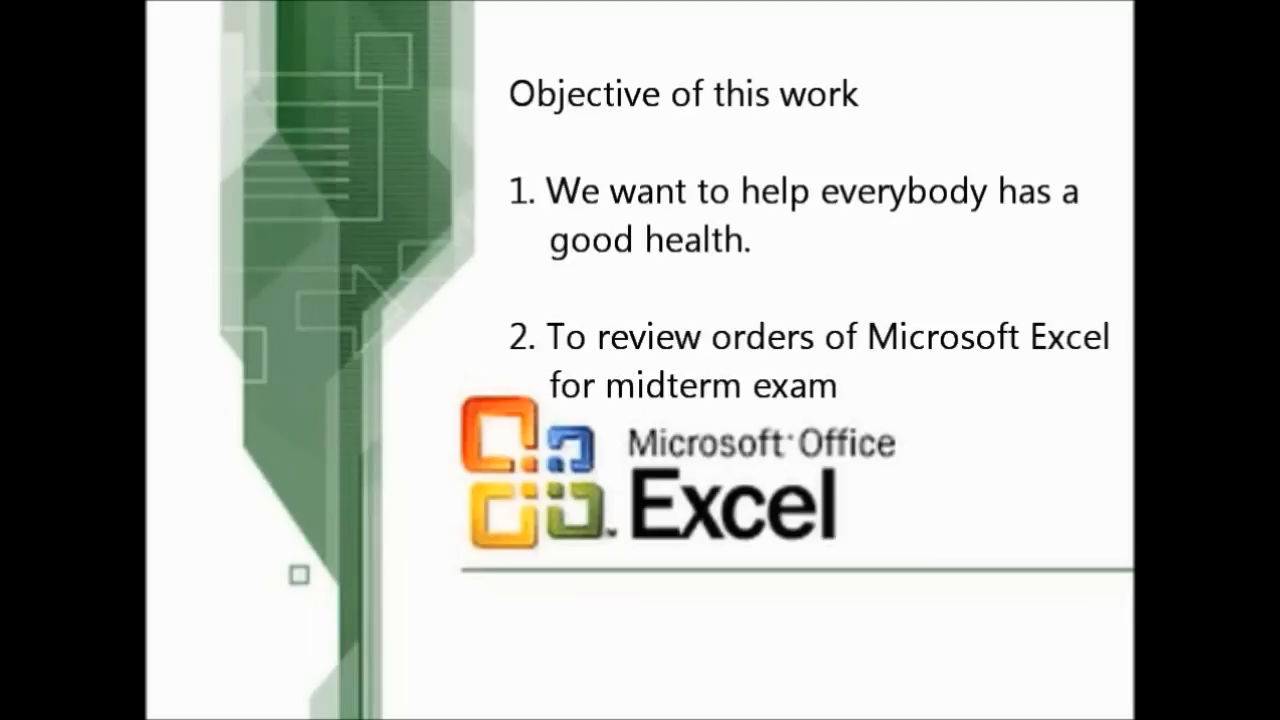 Objective of this work
1. We want to help everybody has a
good health.
2. To review orders of Microsoft Excel
for midterm exam
Microsoft Office
Excel